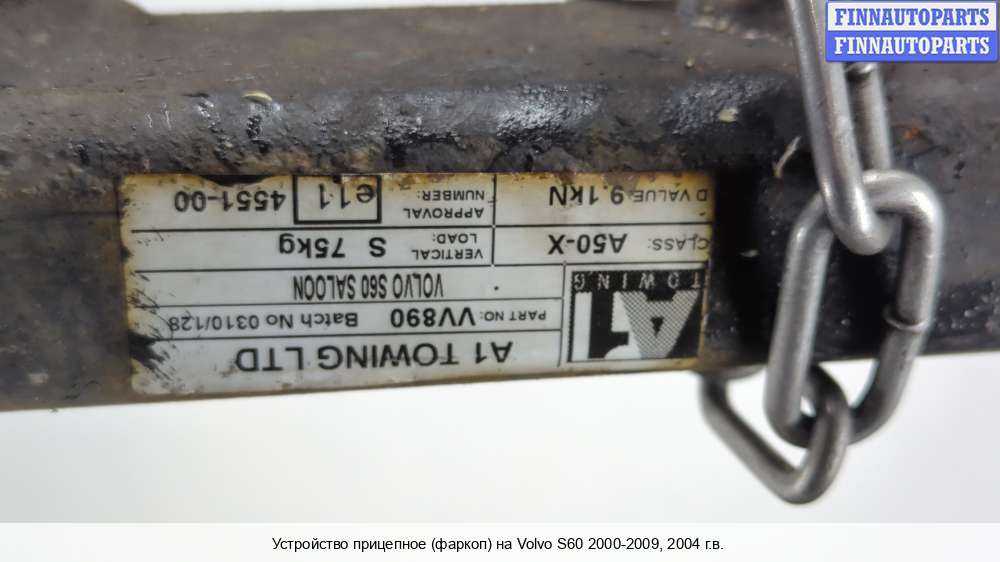 FINNAUTOPARTS
FINNAUTOPARTS
A1 TOWING LTD
PART NO: VV890 Batch No 0310/128
VOLVO S60 SALOON
A1
TOWING
CLASS: A50-X
VERTICAL LOAD: S 75kg
D VALUE: 9.1kN
APPROVAL NUMBER: e11 4551-00
Устройство прицепное (фаркоп) на Volvo S60 2000-2009, 2004 г.в.